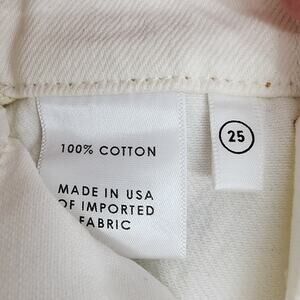 100% COTTON
25
MADE IN USA
OF IMPORTED
FABRIC